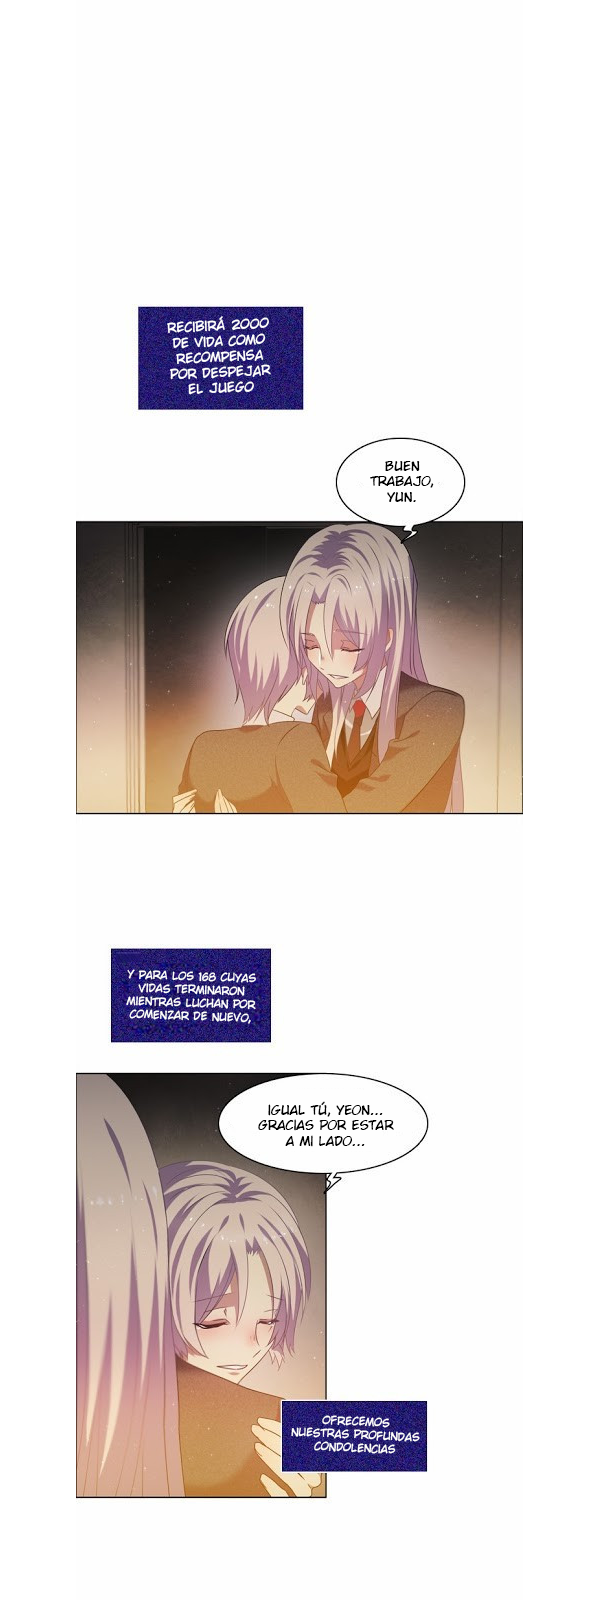 RECIBIRÁ 2000
DE VIDA COMO
RECOMPENSA
POR DESPEJAR
EL JUEGO
BUEN
TRABAJO,
YUN.
Y PARA LOS 168 CUYAS
VIDAS TERMINARON
MIENTRAS LUCHAN POR
COMENZAR DE NUEVO,
IGUAL TÚ, YEON...
GRACIAS POR ESTAR
A MI LADO...
OFRECEMOS
NUESTRAS PROFUNDAS
CONDOLENCIAS